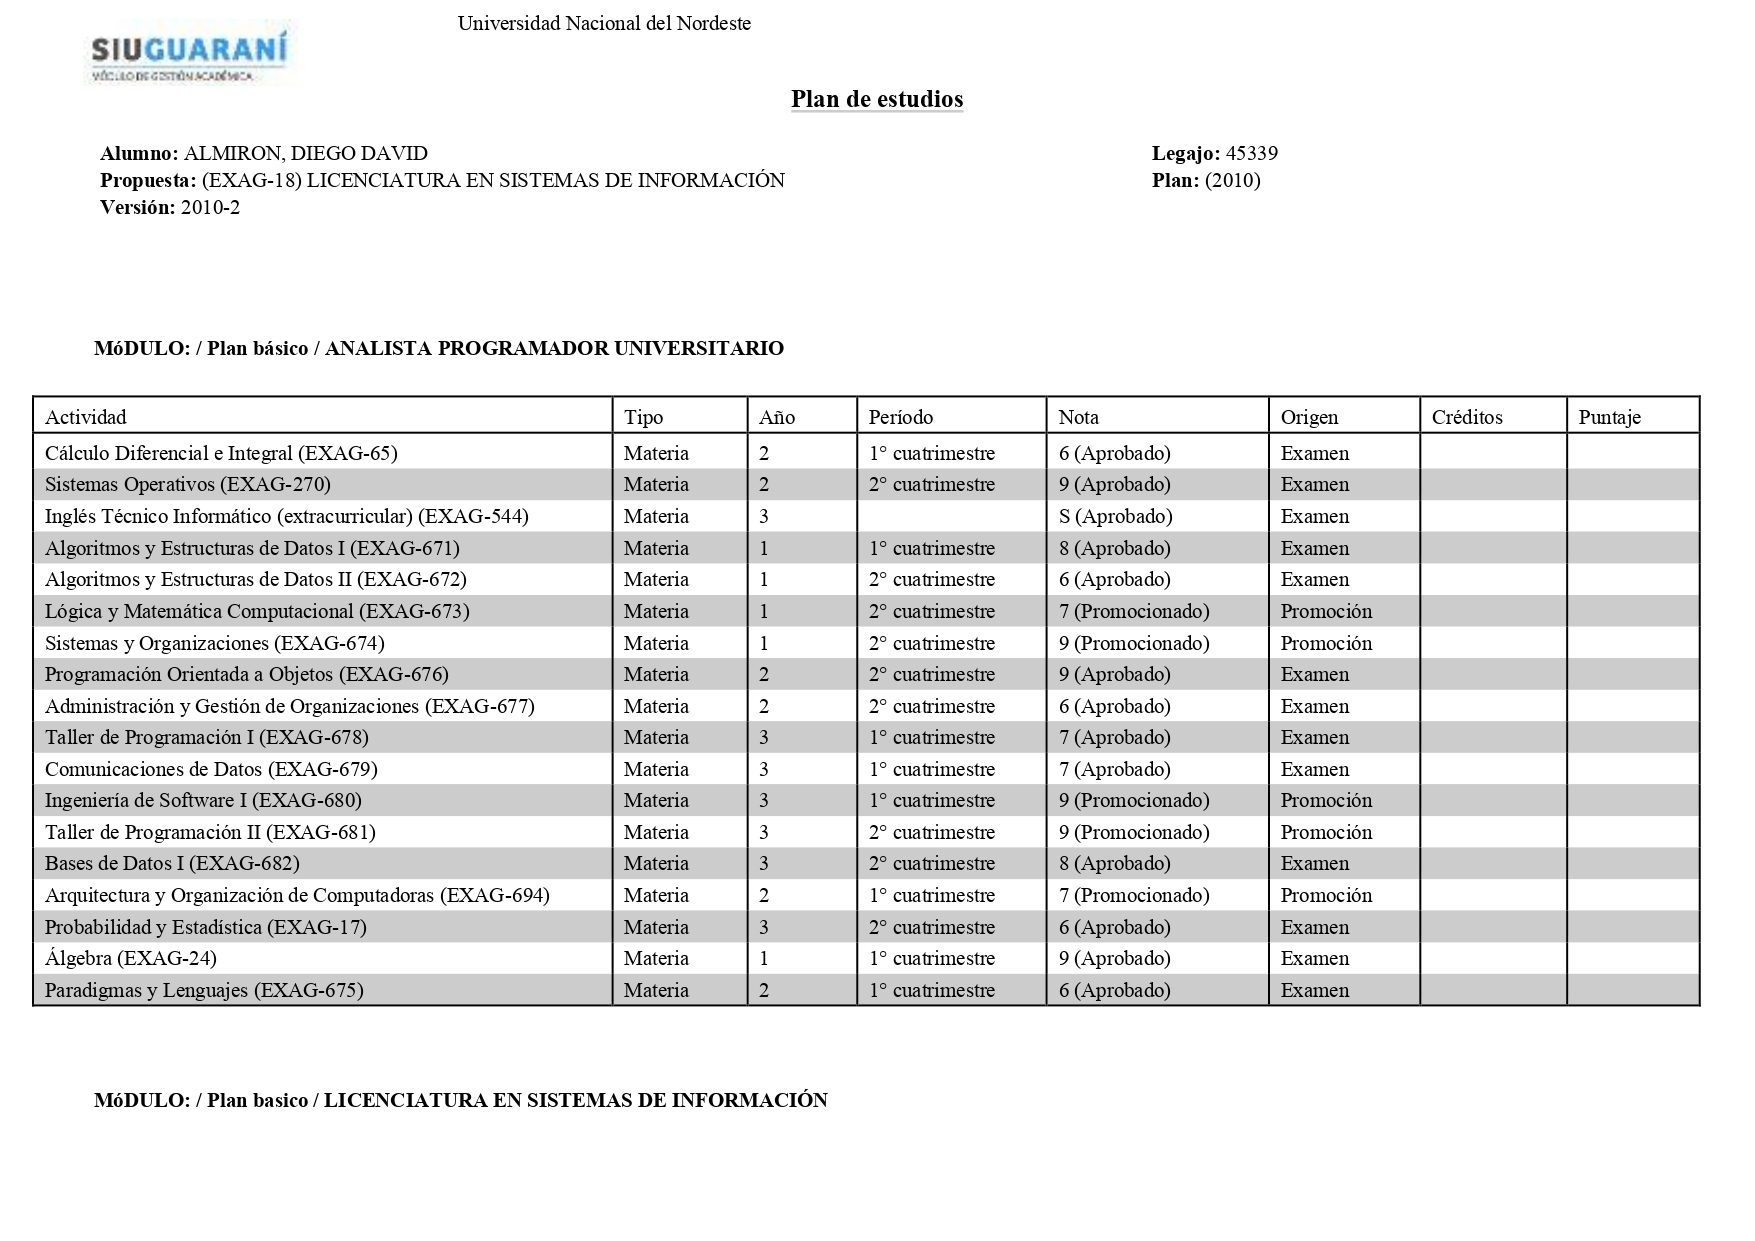 Universidad Nacional del Nordeste
SIUGUARANÍ
MÓDULO DE GESTIÓN ACADÉMICA
Plan de estudios
Alumno: ALMIRON, DIEGO DAVID Legajo: 45339
Propuesta: (EXAG-18) LICENCIATURA EN SISTEMAS DE INFORMACIÓN Plan: (2010)
Versión: 2010-2
MóDULO: / Plan básico / ANALISTA PROGRAMADOR UNIVERSITARIO
Actividad Tipo Año Período Nota Origen Créditos Puntaje
Cálculo Diferencial e Integral (EXAG-65) Materia 2 1° cuatrimestre 6 (Aprobado) Examen
Sistemas Operativos (EXAG-270) Materia 2 2° cuatrimestre 9 (Aprobado) Examen
Inglés Técnico Informático (extracurricular) (EXAG-544) Materia 3 S (Aprobado) Examen
Algoritmos y Estructuras de Datos I (EXAG-671) Materia 1 1° cuatrimestre 8 (Aprobado) Examen
Algoritmos y Estructuras de Datos II (EXAG-672) Materia 1 2° cuatrimestre 6 (Aprobado) Examen
Lógica y Matemática Computacional (EXAG-673) Materia 1 2° cuatrimestre 7 (Promocionado) Promoción
Sistemas y Organizaciones (EXAG-674) Materia 1 2° cuatrimestre 9 (Promocionado) Promoción
Programación Orientada a Objetos (EXAG-676) Materia 2 2° cuatrimestre 9 (Aprobado) Examen
Administración y Gestión de Organizaciones (EXAG-677) Materia 2 2° cuatrimestre 6 (Aprobado) Examen
Taller de Programación I (EXAG-678) Materia 3 1° cuatrimestre 7 (Aprobado) Examen
Comunicaciones de Datos (EXAG-679) Materia 3 1° cuatrimestre 7 (Aprobado) Examen
Ingeniería de Software I (EXAG-680) Materia 3 1° cuatrimestre 9 (Promocionado) Promoción
Taller de Programación II (EXAG-681) Materia 3 2° cuatrimestre 9 (Promocionado) Promoción
Bases de Datos I (EXAG-682) Materia 3 2° cuatrimestre 8 (Aprobado) Examen
Arquitectura y Organización de Computadoras (EXAG-694) Materia 2 1° cuatrimestre 7 (Promocionado) Promoción
Probabilidad y Estadística (EXAG-17) Materia 3 2° cuatrimestre 6 (Aprobado) Examen
Álgebra (EXAG-24) Materia 1 1° cuatrimestre 9 (Aprobado) Examen
Paradigmas y Lenguajes (EXAG-675) Materia 2 1° cuatrimestre 6 (Aprobado) Examen
MóDULO: / Plan basico / LICENCIATURA EN SISTEMAS DE INFORMACIÓN